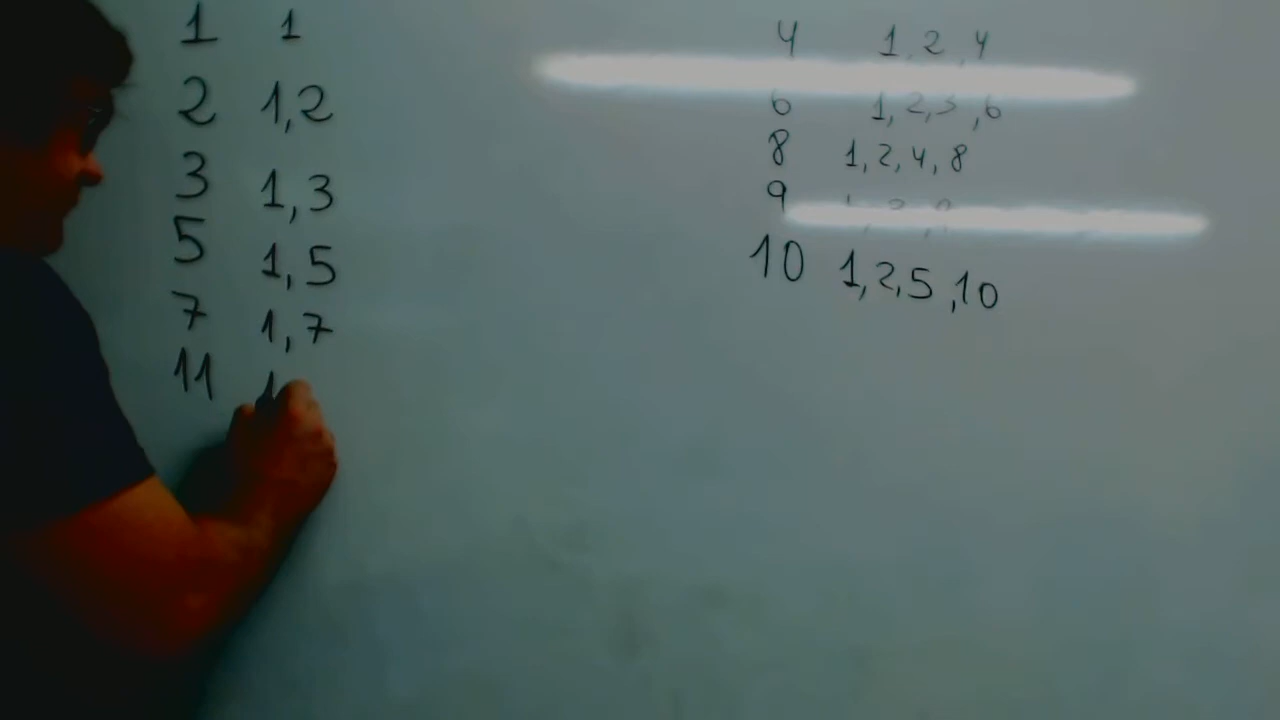 1 1
2 1,2
3 1,3
5 1,5
7 1,7
11 1
4 1, 2, 4
6 1, 2, 3, 6
8 1, 2, 4, 8
9
10 1, 2, 5, 10